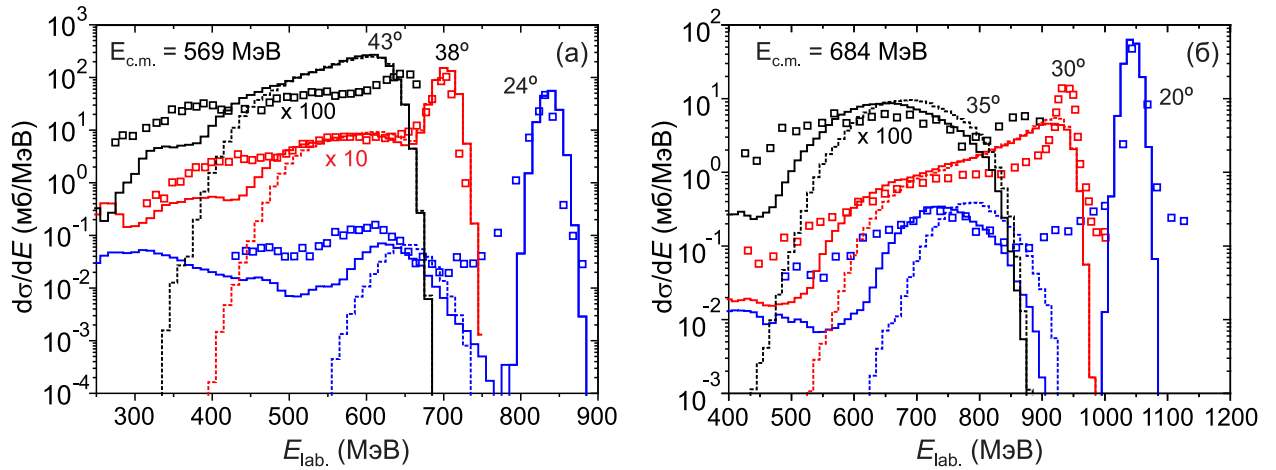 E_c.m. = 569 МэВ
(а)
43°
38°
24°
x 100
x 10
10³
10²
10¹
10⁰
10⁻¹
10⁻²
10⁻³
10⁻⁴
dσ/dE (мб/МэВ)
300 400 500 600 700 800 900
E_lab. (МэВ)
E_c.m. = 684 МэВ
(б)
30°
35°
20°
x 100
10²
10¹
10⁰
10⁻¹
10⁻²
10⁻³
10
dσ/dE (мб/МэВ)
400 500 600 700 800 900 1000 1100 1200
E_lab. (МэВ)